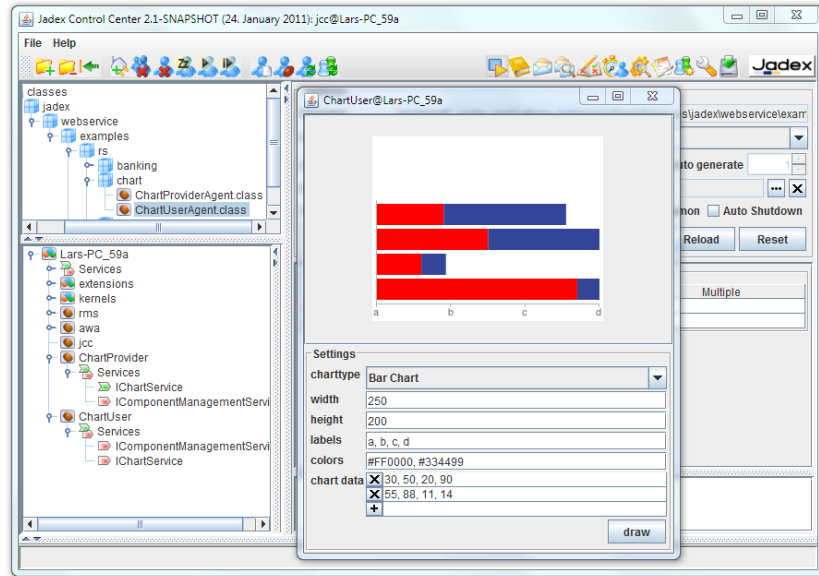 Jadex Control Center 2.1-SNAPSHOT (24. January 2011): jcc@Lars-PC_59a
File Help
Jadex
classes
jadex
webservice
examples
rs
banking
chart
ChartProviderAgent.class
ChartUserAgent.class
Lars-PC_59a
Services
extensions
kernels
rms
awa
jcc
ChartProvider
Services
IChartService
IComponentManagementServi
ChartUser
Services
IComponentManagementServi
IChartService
ChartUser@Lars-PC_59a
a b c d
Settings
charttype Bar Chart
width 250
height 200
labels a, b, c, d
colors #FF0000, #334499
chart data X 30, 50, 20, 90
X 55, 88, 11, 14
+
draw
s\jadex\webservice\exam
uto generate 1
... X
mon Auto Shutdown
Reload Reset
Multiple